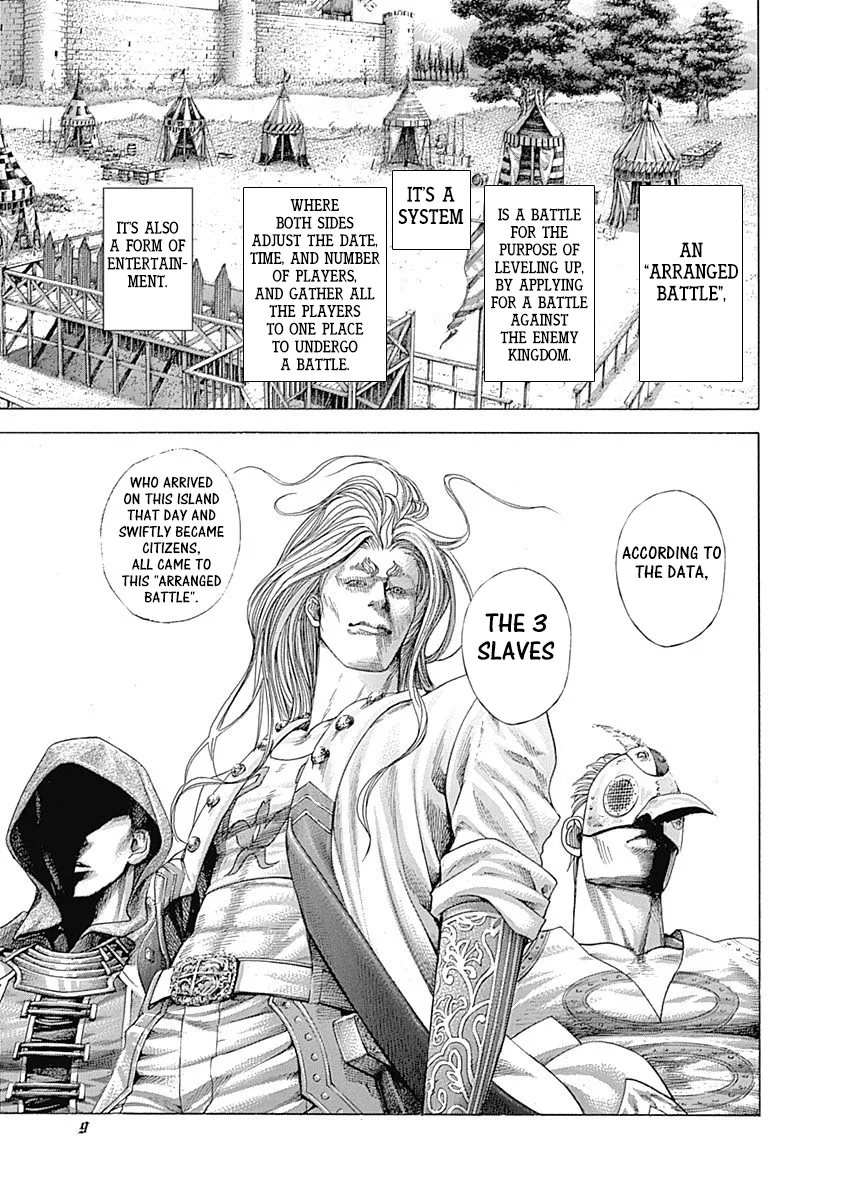 AN
"ARRANGED
BATTLE",
IS A BATTLE
FOR THE
PURPOSE OF
LEVELING UP,
BY APPLYING
FOR A BATTLE
AGAINST
THE ENEMY
KINGDOM.
IT'S A
SYSTEM
WHERE
BOTH SIDES
ADJUST THE DATE,
TIME, AND NUMBER
OF PLAYERS,
AND GATHER ALL
THE PLAYERS
TO ONE PLACE
TO UNDERGO
A BATTLE.
IT'S ALSO
A FORM OF
ENTERTAIN-
MENT.
ACCORDING TO
THE DATA,
THE 3
SLAVES
WHO ARRIVED
ON THIS ISLAND
THAT DAY AND
SWIFTLY BECAME
CITIZENS,
ALL CAME TO
THIS "ARRANGED
BATTLE".
9